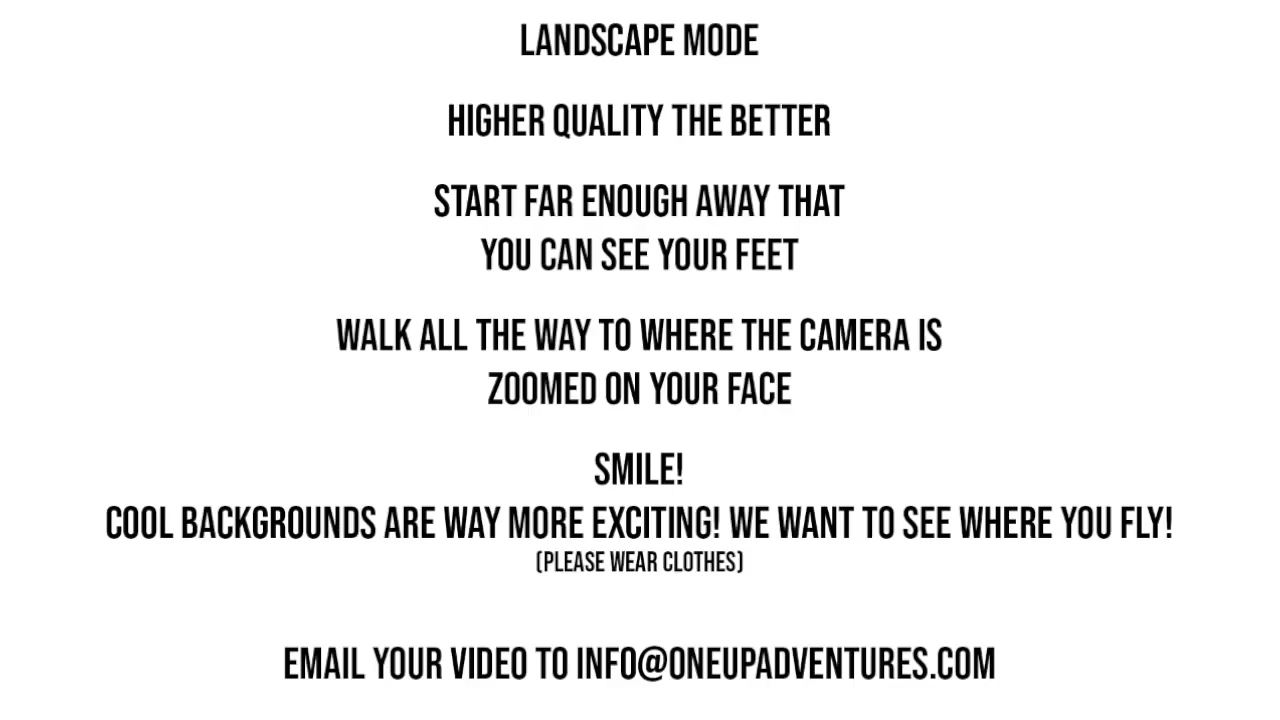 LANDSCAPE MODE
HIGHER QUALITY THE BETTER
START FAR ENOUGH AWAY THAT
YOU CAN SEE YOUR FEET
WALK ALL THE WAY TO WHERE THE CAMERA IS
ZOOMED ON YOUR FACE
SMILE!
COOL BACKGROUNDS ARE WAY MORE EXCITING! WE WANT TO SEE WHERE YOU FLY!
(PLEASE WEAR CLOTHES)
EMAIL YOUR VIDEO TO INFO@ONEUPADVENTURES.COM